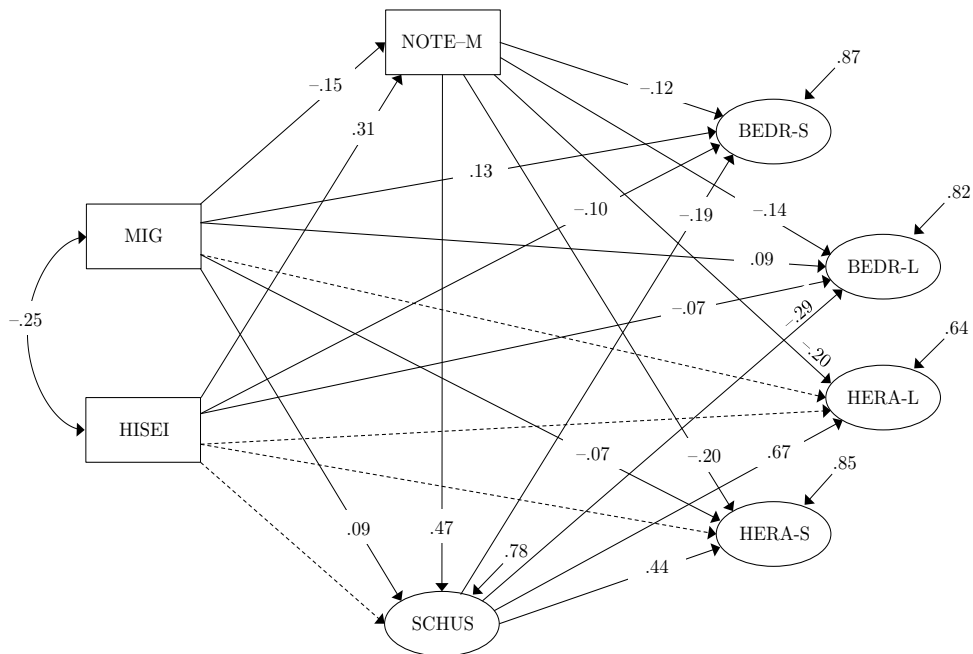 NOTE–M
.87
–.15
–.12
.31
BEDR-S
.13
.82
–.10
–.19
–.14
MIG
.09
BEDR-L
–.25
–.07
–.29
.64
–.20
HERA-L
HISEI
–.07
–.20
.67
.85
.09
.47
.78
HERA-S
.44
SCHUS